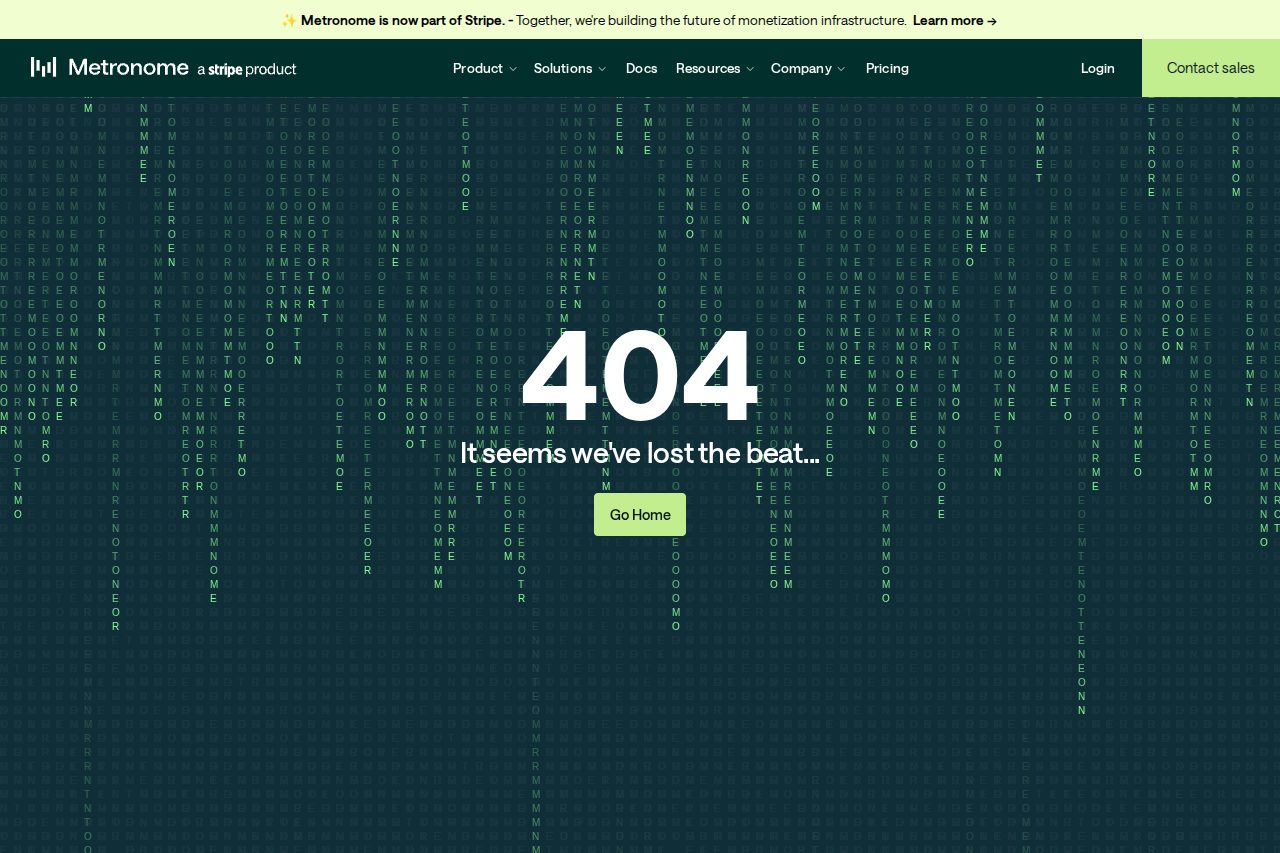 ✨ Metronome is now part of Stripe. - Together, we're building the future of monetization infrastructure. Learn more →
Metronome a stripe product
Product Solutions Docs Resources Company Pricing Login Contact sales
404
It seems we've lost the beat...
Go Home